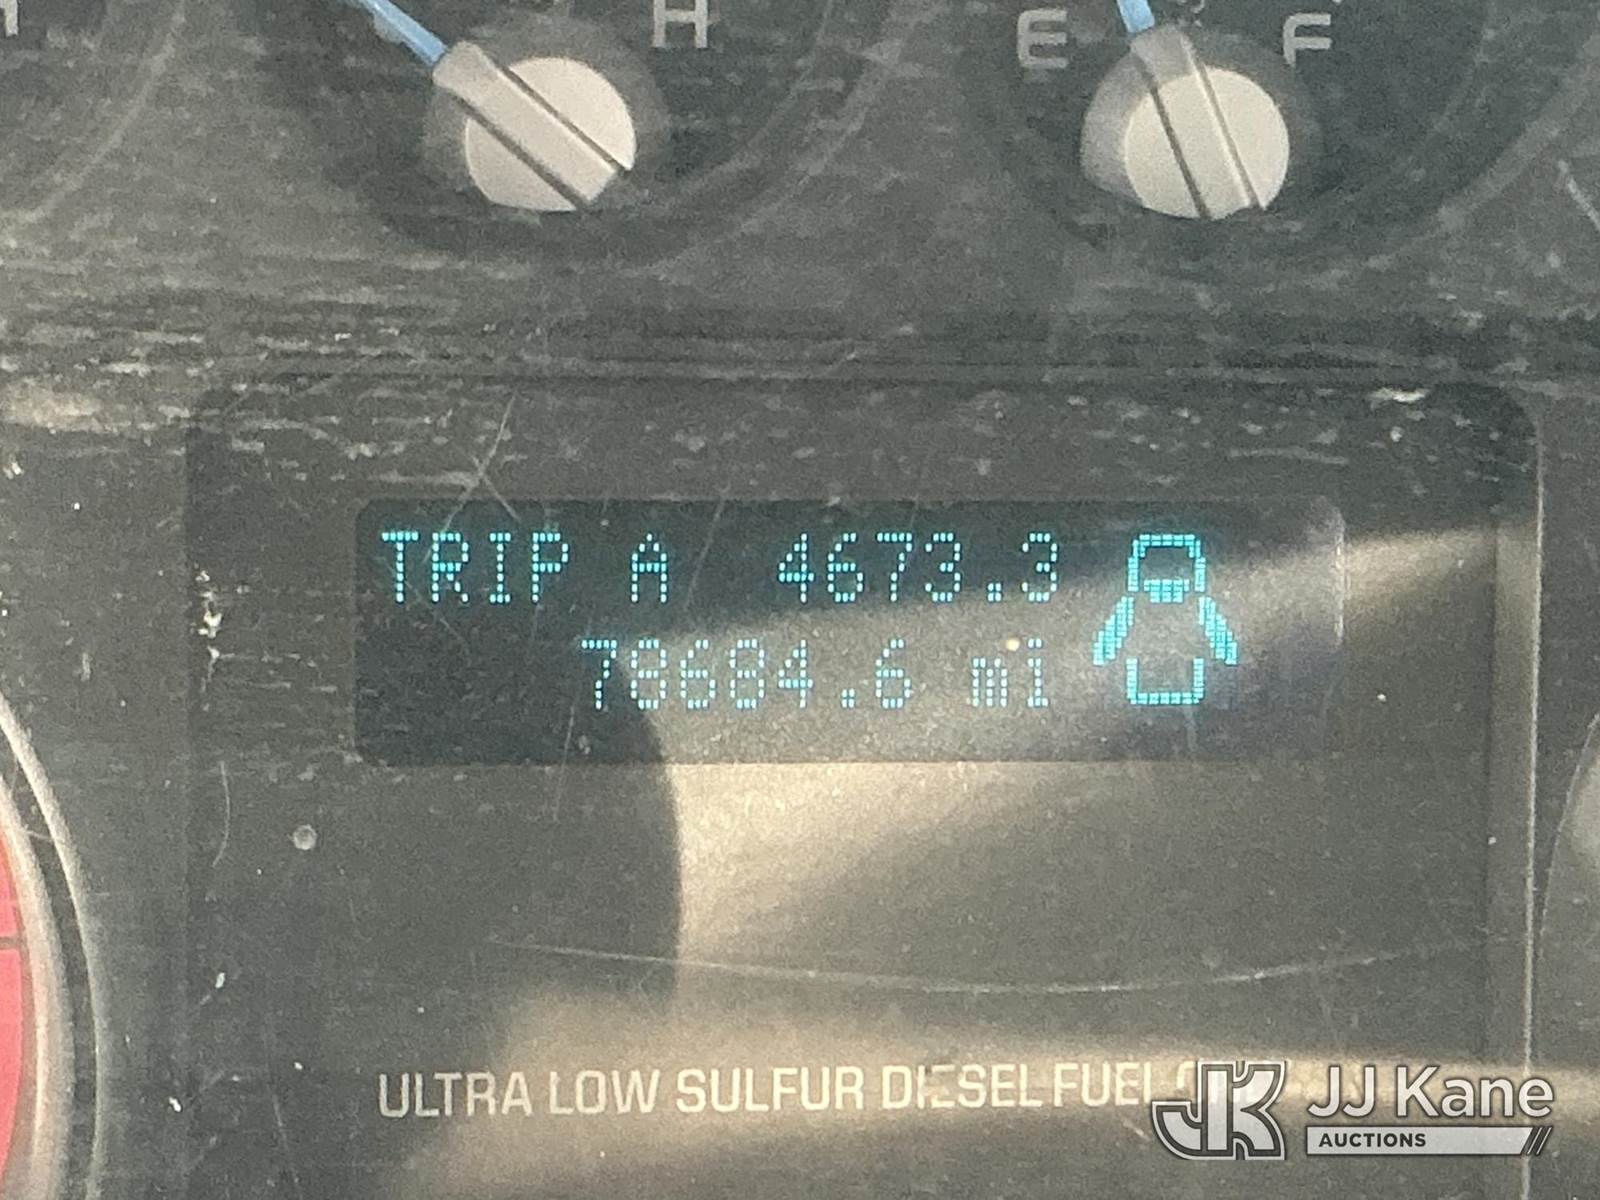 H
E F
TRIP A 4673.3
78684.6 mi
ULTRA LOW SULFUR DIESEL FUEL
JK JJ Kane
AUCTIONS